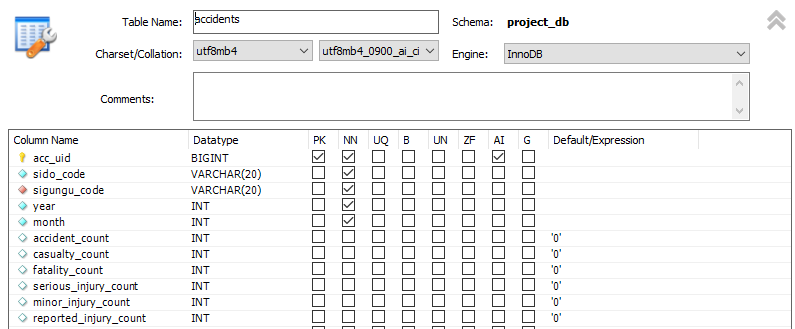 Table Name: accidents Schema: project_db
Charset/Collation: utf8mb4 utf8mb4_0900_ai_ci Engine: InnoDB
Comments:
Column Name Datatype PK NN UQ B UN ZF AI G Default/Expression
acc_uid BIGINT
sido_code VARCHAR(20)
sigungu_code VARCHAR(20)
year INT
month INT
accident_count INT '0'
casualty_count INT '0'
fatality_count INT '0'
serious_injury_count INT '0'
minor_injury_count INT '0'
reported_injury_count INT '0'